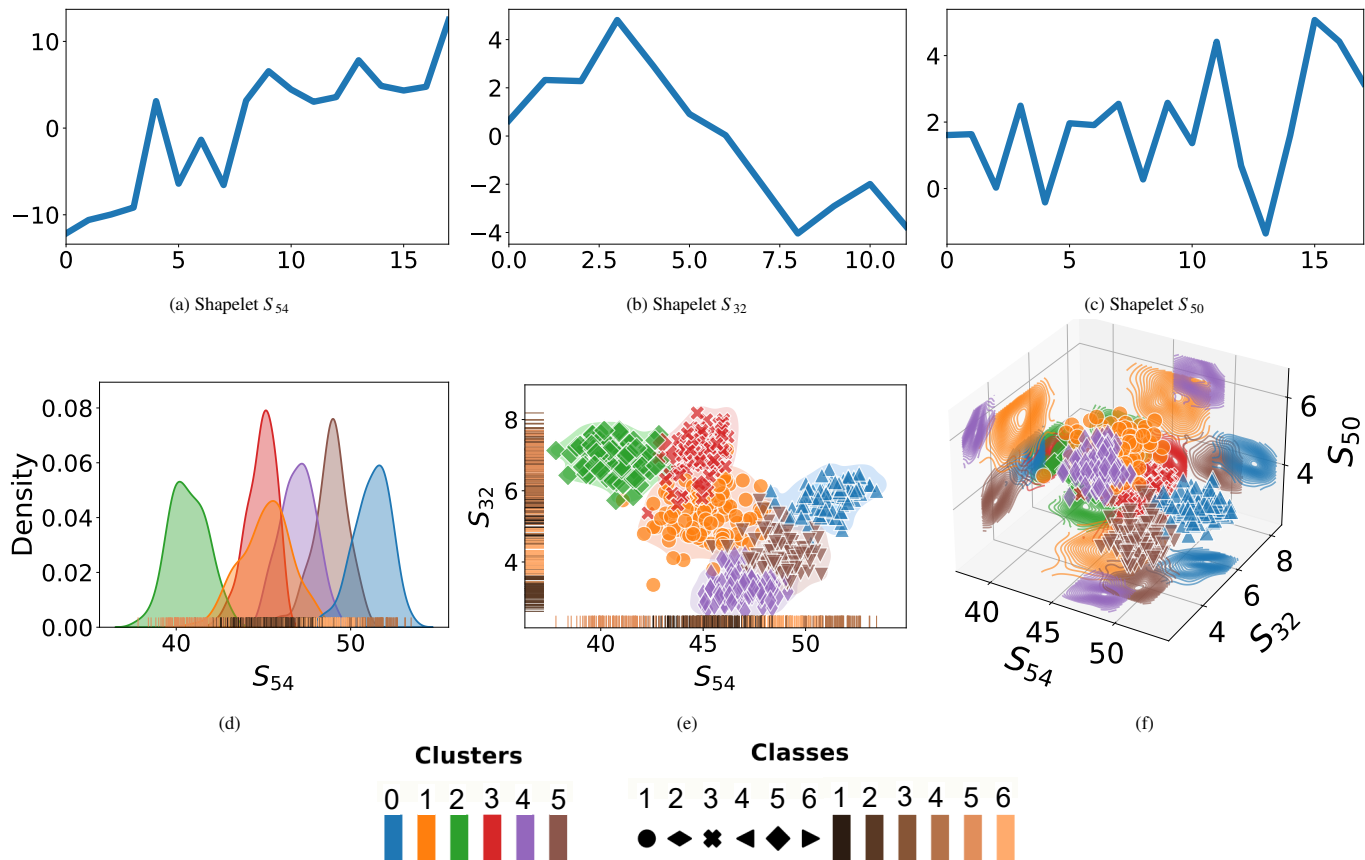 10
0
−10
0 5 10 15
4
2
0
−2
−4
0.0 2.5 5.0 7.5 10.0
4
2
0
0 5 10 15
(a) Shapelet S54
(b) Shapelet S32
(c) Shapelet S50
0.08
0.06
0.04
0.02
0.00
Density
40 50
S54
8
6
4
S32
40 45 50
S54
6
4
S50
8
6
4
S32
40
45
50
S54
(d)
(e)
(f)
Clusters
0 1 2 3 4 5
Classes
1 2 3 4 5 6 1 2 3 4 5 6